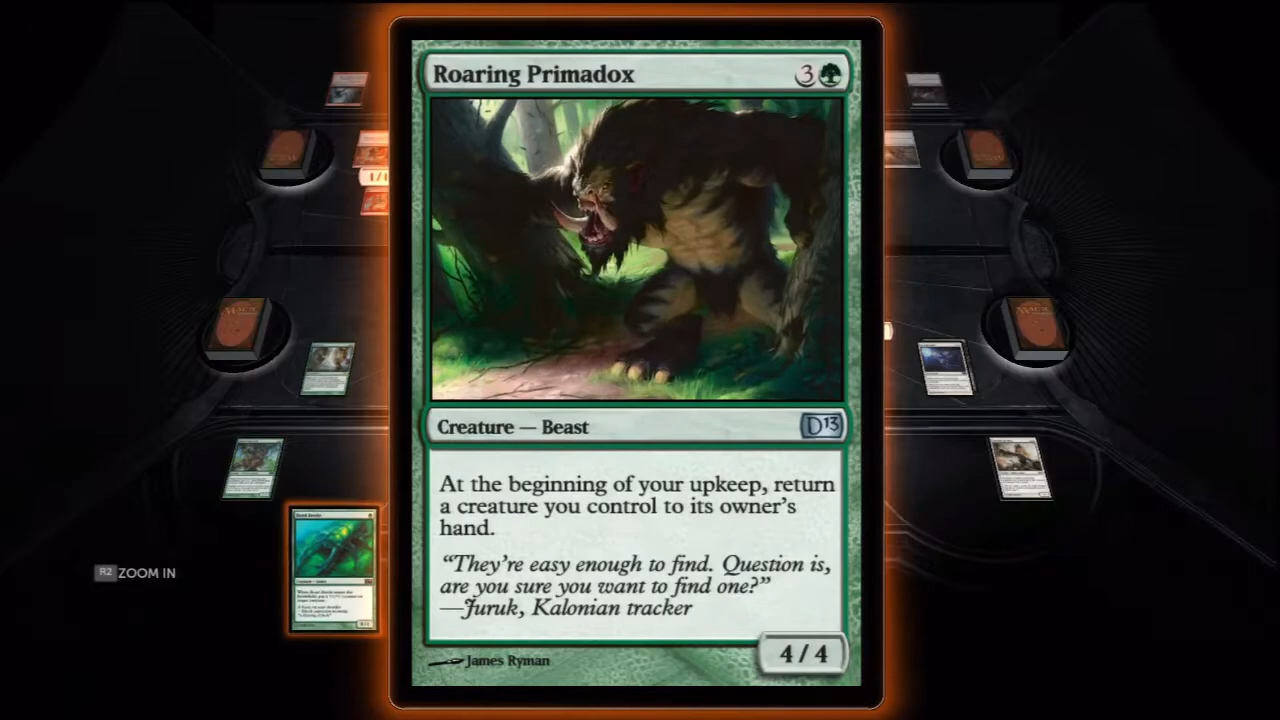 Roaring Primadox 3
Creature — Beast D13
At the beginning of your upkeep, return
a creature you control to its owner's
hand.
“They're easy enough to find. Question is,
are you sure you want to find one?”
—Juruk, Kalonian tracker
4/4
James Ryman
R2 ZOOM IN